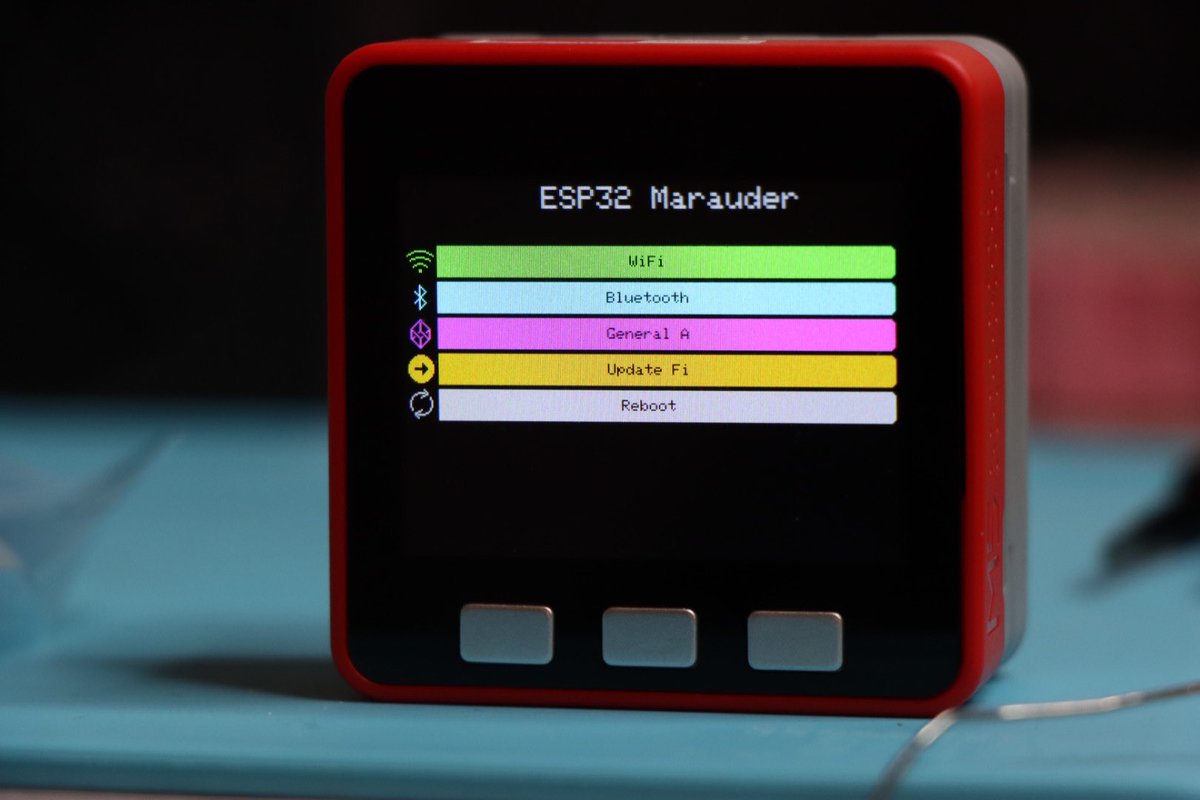 ESP32 Marauder
WiFi
Bluetooth
General A
Update Fi
Reboot